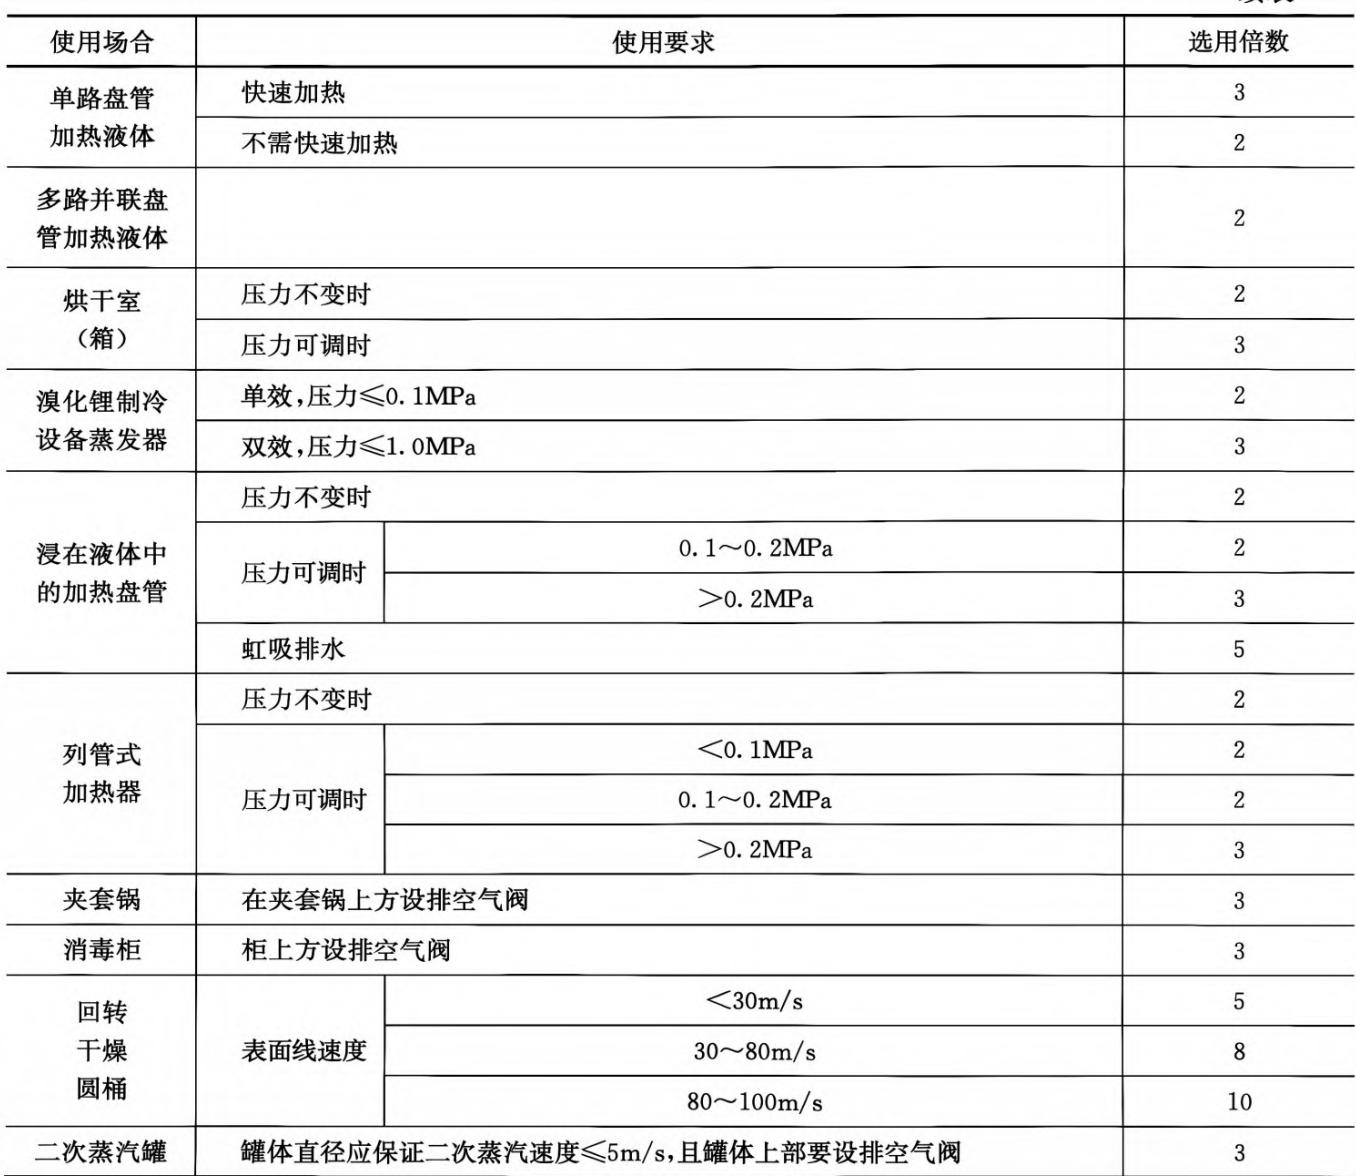 使用场合 使用要求 选用倍数
单路盘管
加热液体
快速加热 3
不需快速加热 2
多路并联盘
管加热液体
2
烘干室
（箱）
压力不变时 2
压力可调时 3
溴化锂制冷
设备蒸发器
单效,压力≤0.1MPa 2
双效,压力≤1.0MPa 3
浸在液体中
的加热盘管
压力不变时 2
压力可调时
0.1～0.2MPa 2
＞0.2MPa 3
虹吸排水 5
列管式
加热器
压力不变时 2
压力可调时
＜0.1MPa 2
0.1～0.2MPa 2
＞0.2MPa 3
夹套锅 在夹套锅上方设排空气阀 3
消毒柜 柜上方设排空气阀 3
回转
干燥
圆桶
表面线速度
＜30m/s 5
30～80m/s 8
80～100m/s 10
二次蒸汽罐 罐体直径应保证二次蒸汽速度≤5m/s,且罐体上部要设排空气阀 3